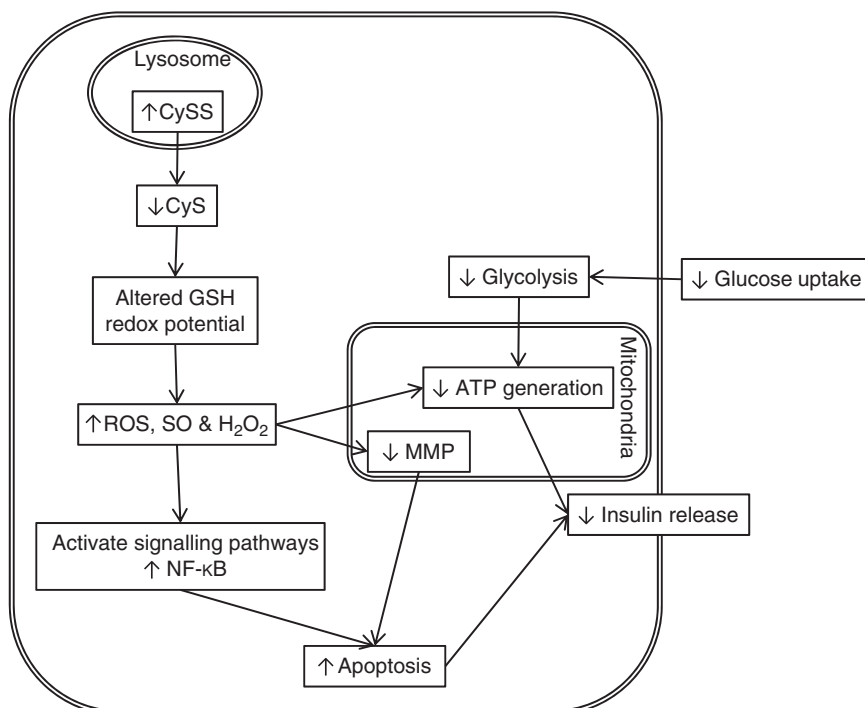 Lysosome
↑CySS
↓CyS
Altered GSH
redox potential
↑ROS, SO & H₂O₂
Activate signalling pathways
↑ NF-κB
↓ Glycolysis
↓ Glucose uptake
Mitochondria
↓ ATP generation
↓ MMP
↓ Insulin release
↑ Apoptosis